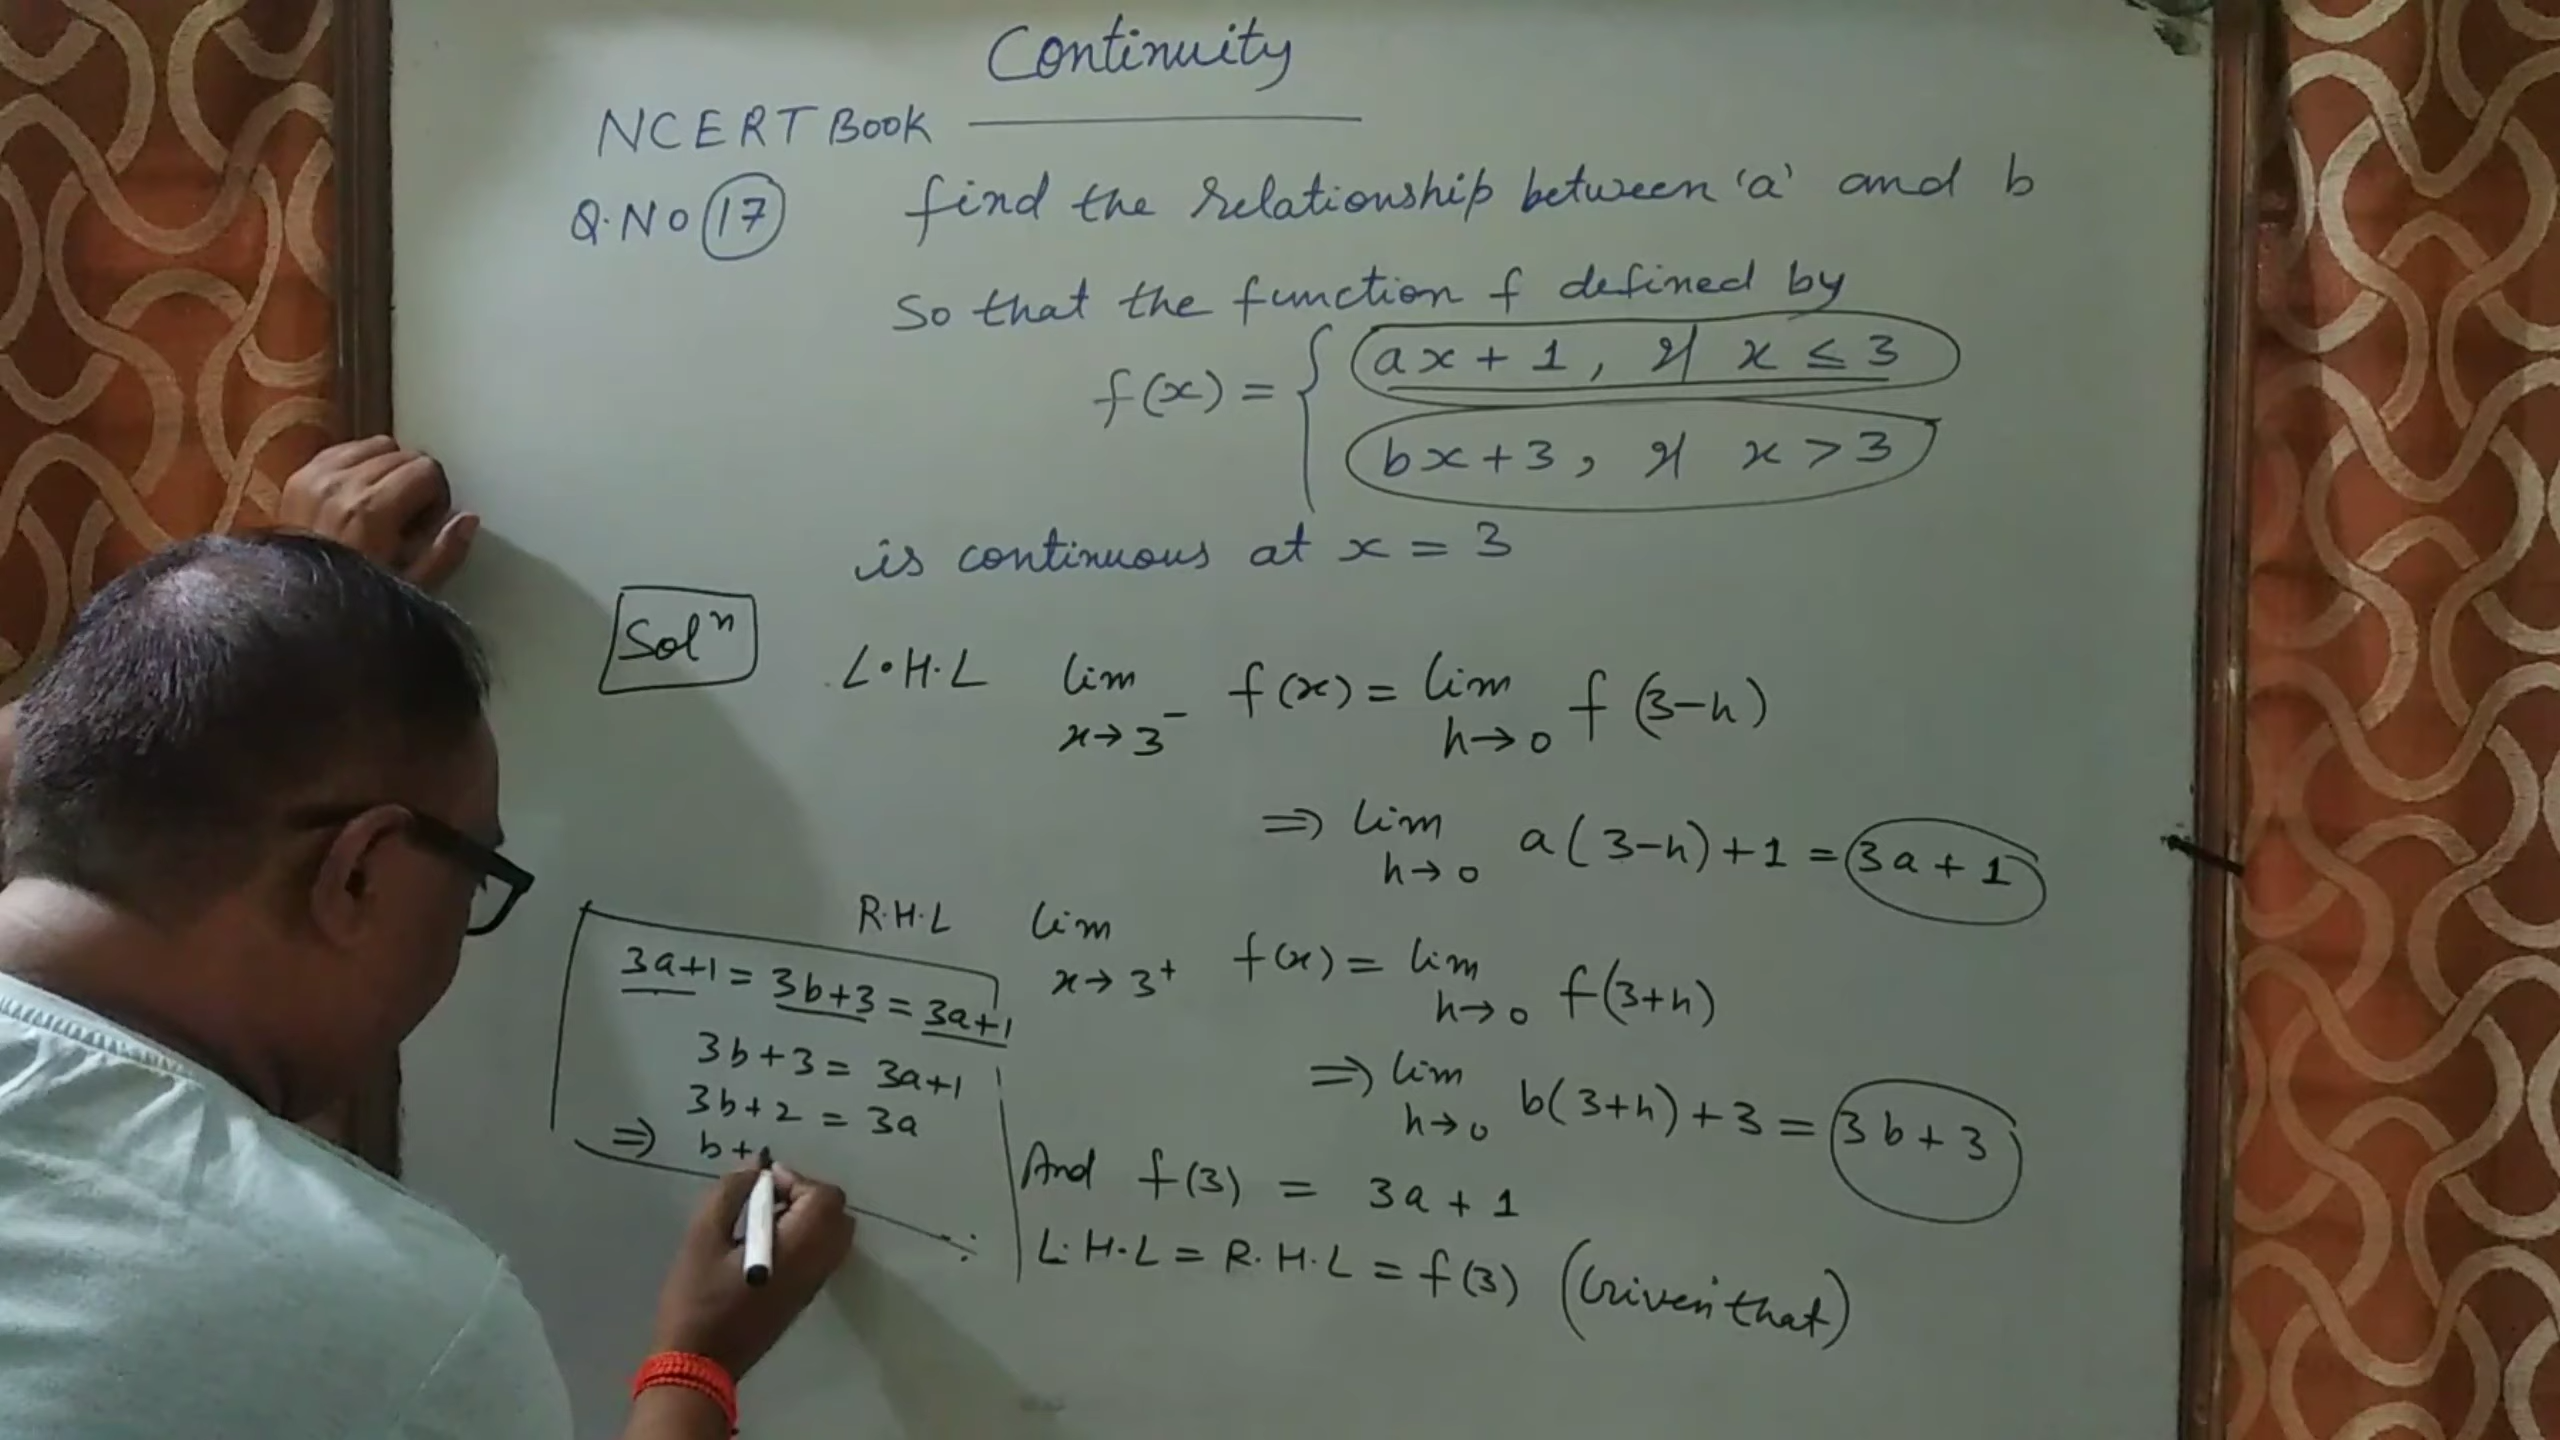 Continuity
NCERT Book
Q.No 17 find the relationship between 'a' and b
so that the function f defined by
f(x) = { ax + 1, if x ≤ 3
bx + 3, if x > 3
is continuous at x = 3
Solⁿ
L.H.L lim x→3⁻ f(x) = lim h→0 f(3-h)
⇒ lim h→0 a(3-h)+1 = 3a+1
R.H.L lim x→3⁺ f(x) = lim h→0 f(3+h)
⇒ lim h→0 b(3+h)+3 = 3b+3
And f(3) = 3a+1
∴ L.H.L = R.H.L = f(3) (Given that)
3a+1 = 3b+3 = 3a+1
3b+3 = 3a+1
3b+2 = 3a
⇒ b+